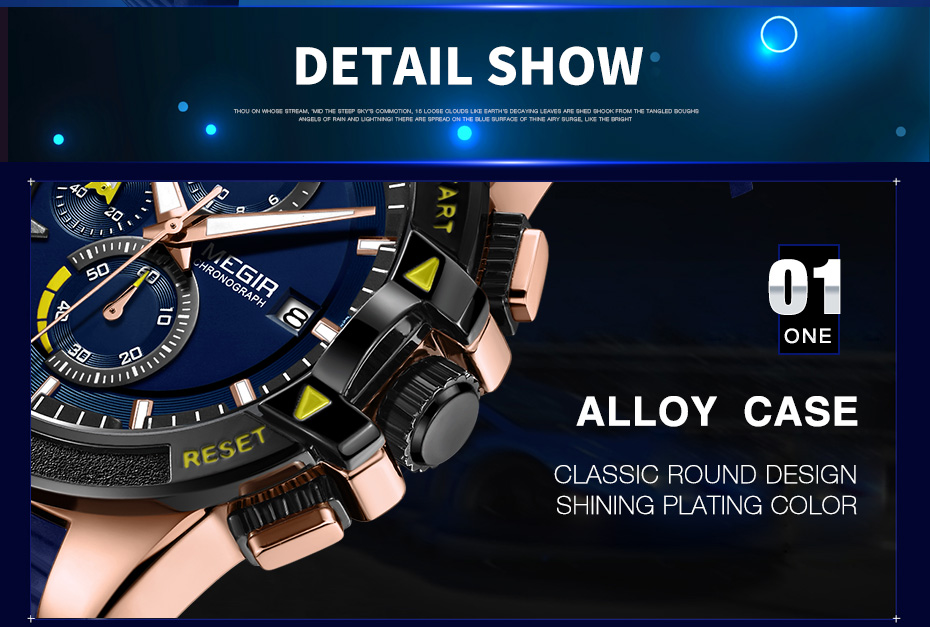 DETAIL SHOW
THOU ON WHOSE STREAM, 'MID THE STEEP SKY'S COMMOTION, 15 LOOSE CLOUDS LIKE EARTH'S DECAYING LEAVES ARE SHED SHOOK FROM THE TANGLED BOUGHS
ANGELS OF RAIN AND LIGHTNING! THERE ARE SPREAD ON THE BLUE SURFACE OF THINE AIRY SURGE, LIKE THE BRIGHT
40
20
8
6
ART
MEGIR
CHRONOGRAPH
8
50
60
10
20
30
40
RESET
01
ONE
ALLOY CASE
CLASSIC ROUND DESIGN
SHINING PLATING COLOR